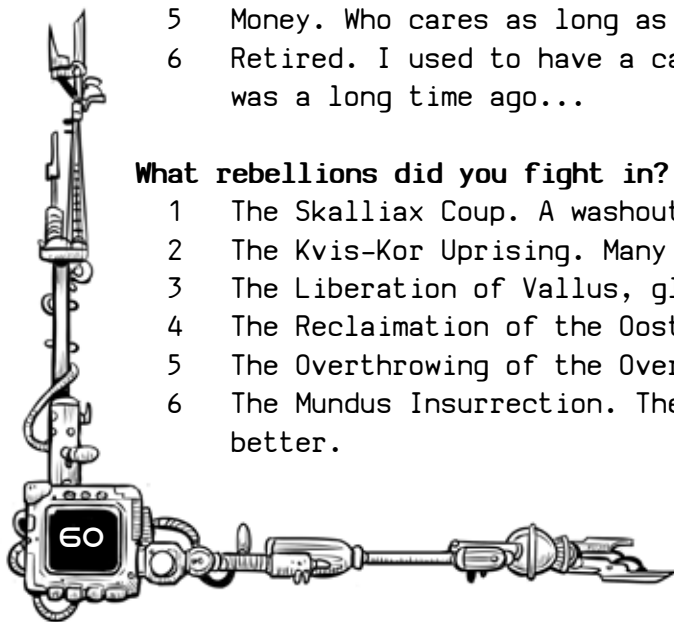 5 Money. Who cares as long as
6 Retired. I used to have a ca
was a long time ago...
What rebellions did you fight in?
1 The Skalliax Coup. A washout
2 The Kvis-Kor Uprising. Many
3 The Liberation of Vallus, gl
4 The Reclaimation of the Oost
5 The Overthrowing of the Over
6 The Mundus Insurrection. The
better.
60